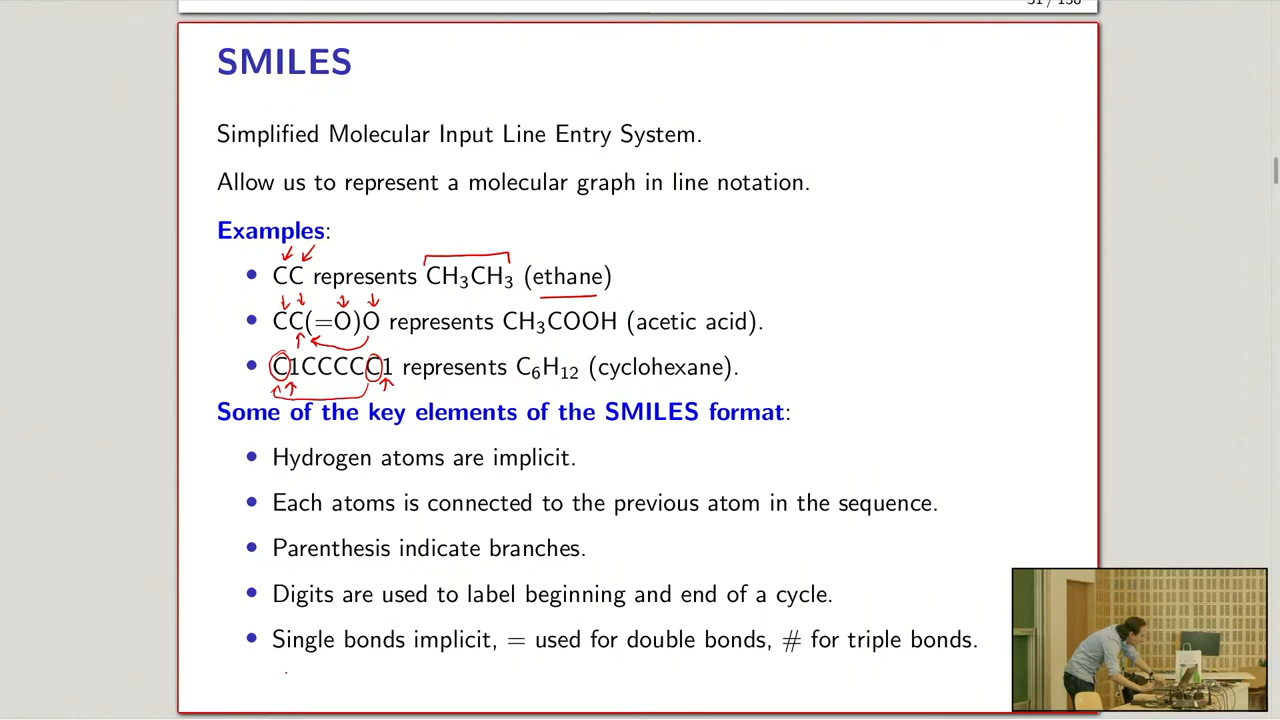 51 / 158
SMILES
Simplified Molecular Input Line Entry System.
Allow us to represent a molecular graph in line notation.
Examples:
• CC represents CH₃CH₃ (ethane)
• CC(=O)O represents CH₃COOH (acetic acid).
• C1CCCCC1 represents C₆H₁₂ (cyclohexane).
Some of the key elements of the SMILES format:
• Hydrogen atoms are implicit.
• Each atoms is connected to the previous atom in the sequence.
• Parenthesis indicate branches.
• Digits are used to label beginning and end of a cycle.
• Single bonds implicit, = used for double bonds, # for triple bonds.